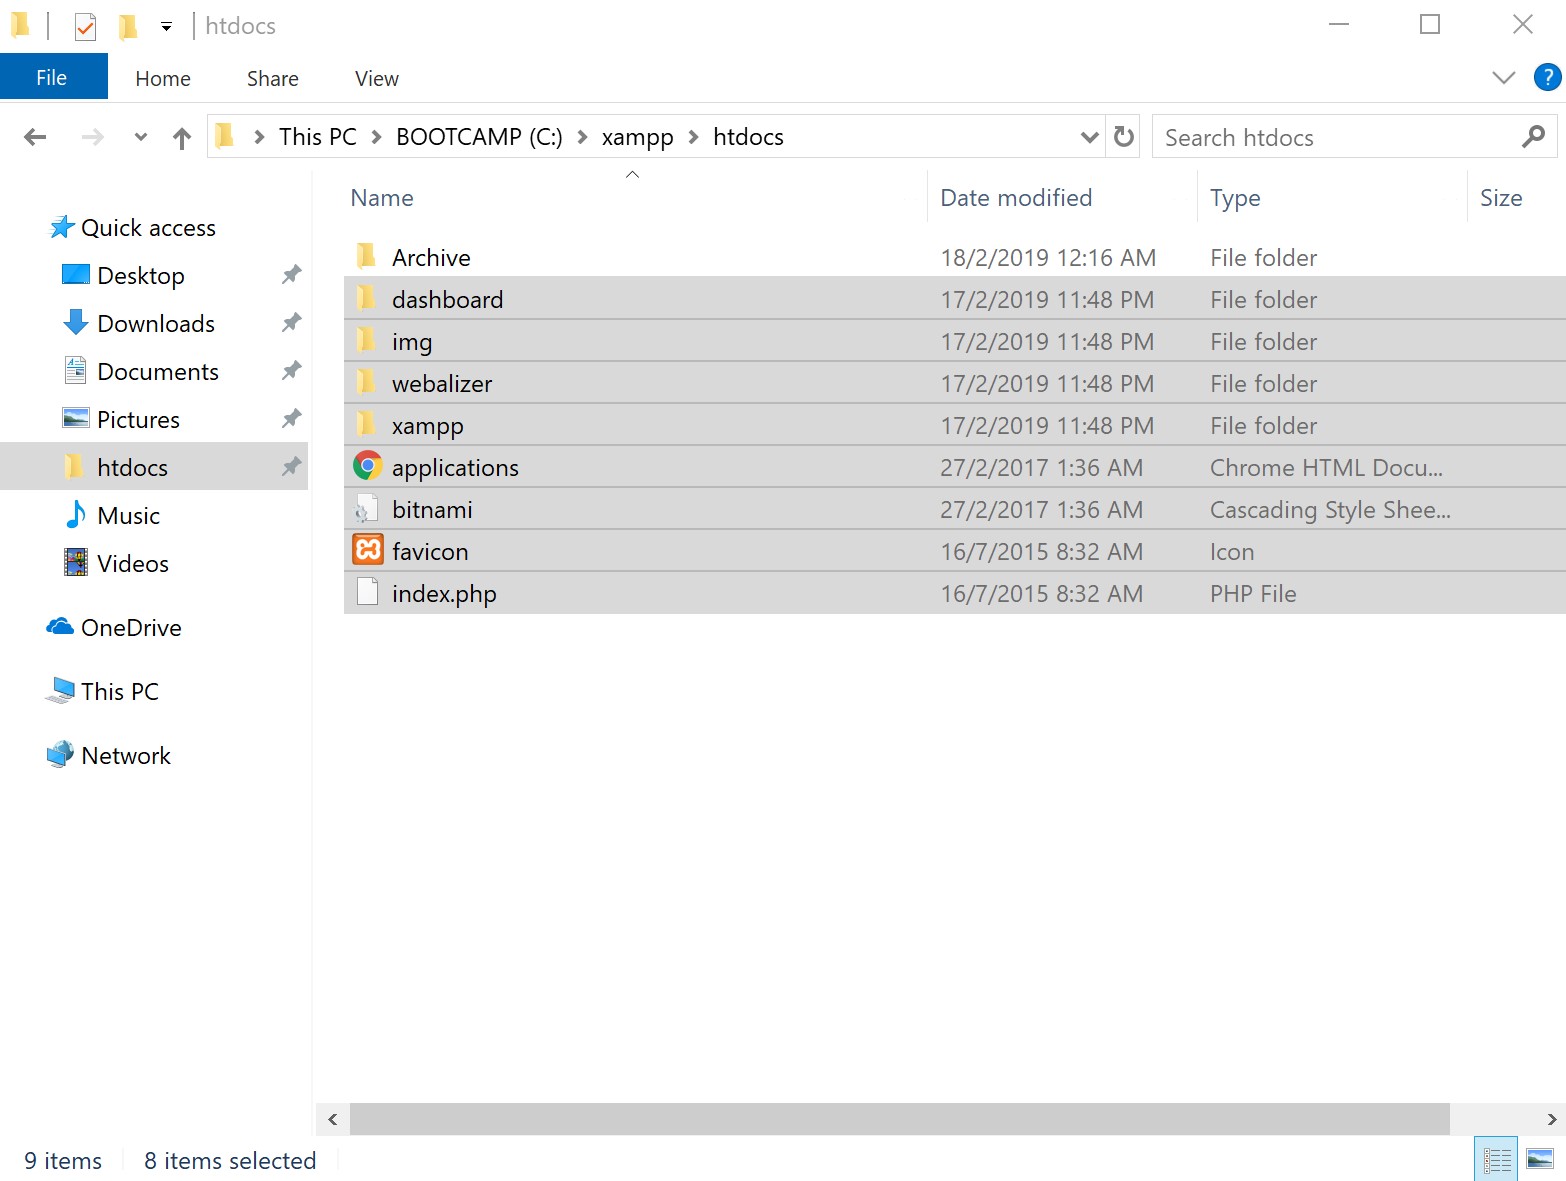 htdocs
File Home Share View
This PC BOOTCAMP (C:) xampp htdocs Search htdocs
Name Date modified Type Size
Quick access
Desktop
Downloads
Documents
Pictures
htdocs
Music
Videos
OneDrive
This PC
Network
Archive 18/2/2019 12:16 AM File folder
dashboard 17/2/2019 11:48 PM File folder
img 17/2/2019 11:48 PM File folder
webalizer 17/2/2019 11:48 PM File folder
xampp 17/2/2019 11:48 PM File folder
applications 27/2/2017 1:36 AM Chrome HTML Docu...
bitnami 27/2/2017 1:36 AM Cascading Style Shee...
favicon 16/7/2015 8:32 AM Icon
index.php 16/7/2015 8:32 AM PHP File
9 items 8 items selected